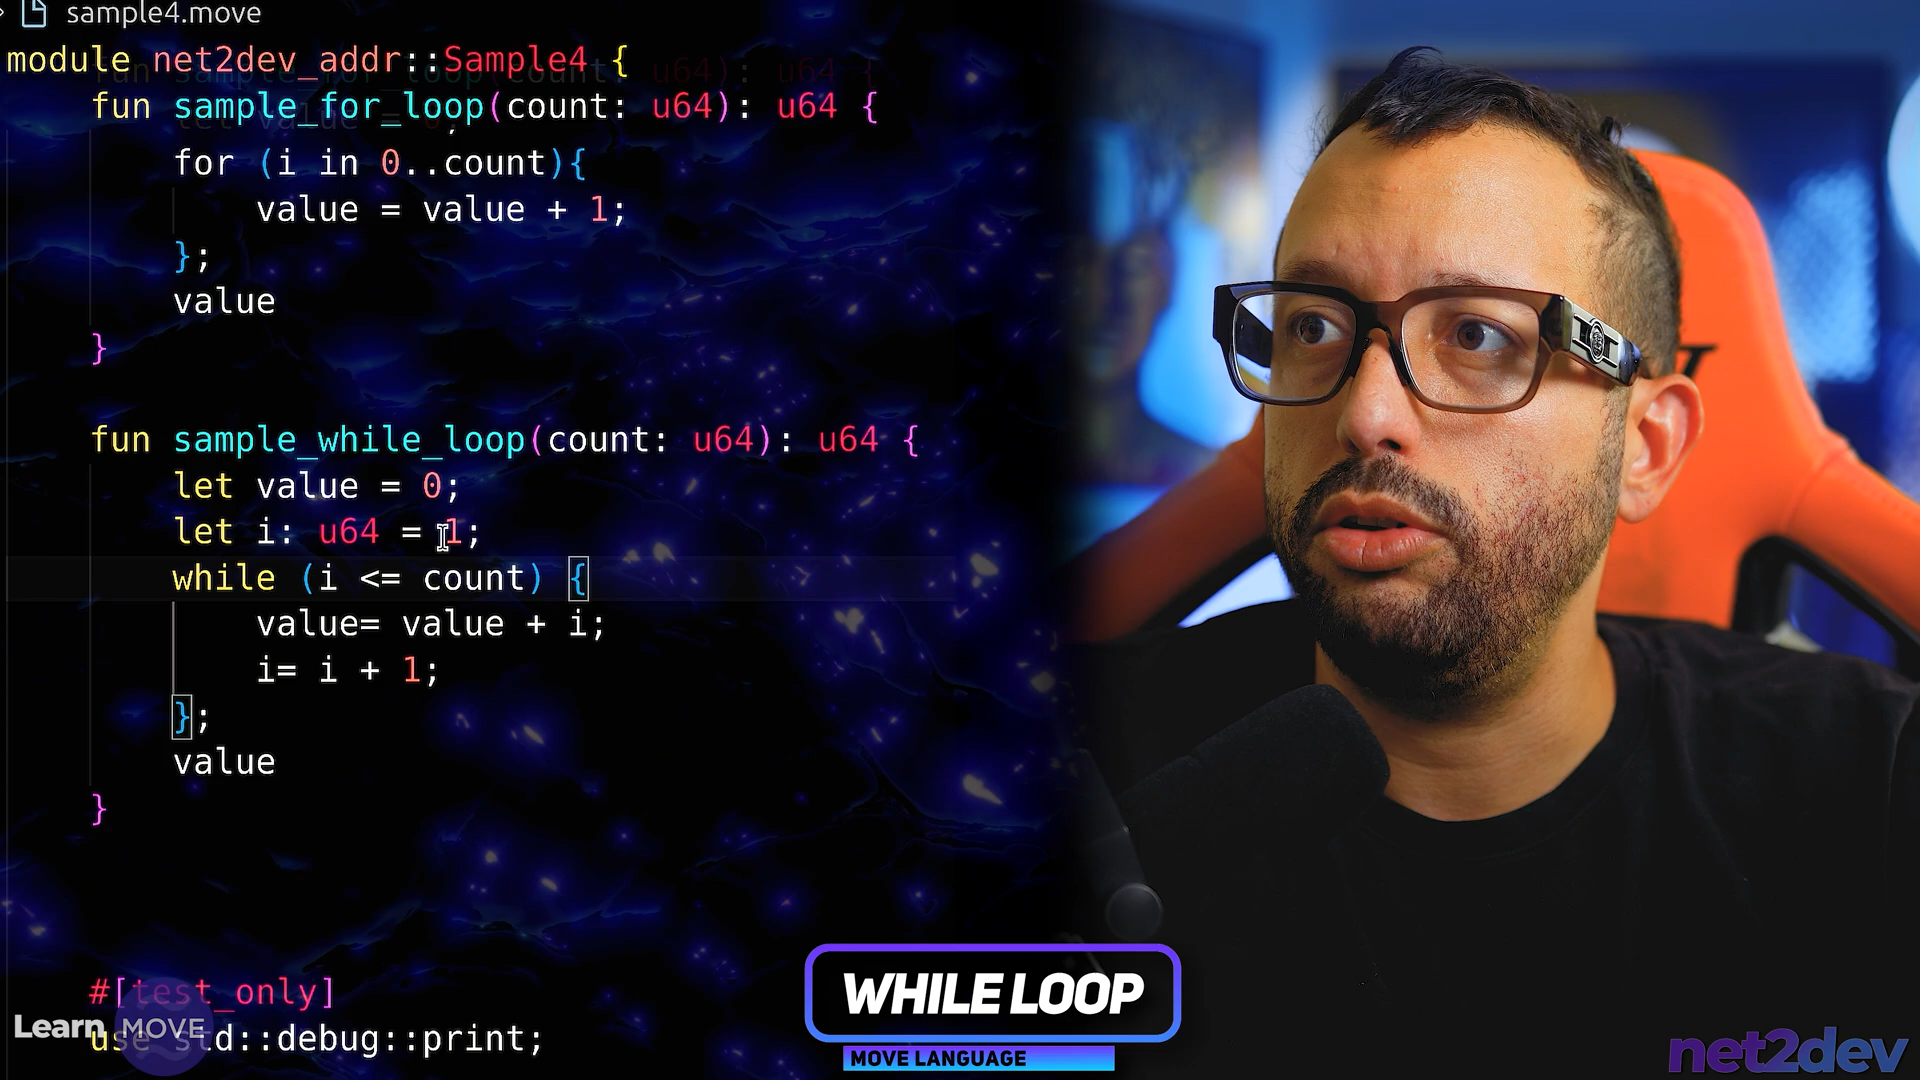 sample4.move
module net2dev_addr::Sample4 {
    fun sample_for_loop(count: u64): u64 {
        for (i in 0..count){
            value = value + 1;
        };
        value
    }
    fun sample_while_loop(count: u64): u64 {
        let value = 0;
        let i: u64 = 1;
        while (i <= count) {
            value= value + i;
            i= i + 1;
        };
        value
    }
    #[test_only]
    use std::debug::print;
Learn MOVE
WHILE LOOP
MOVE LANGUAGE
net2dev